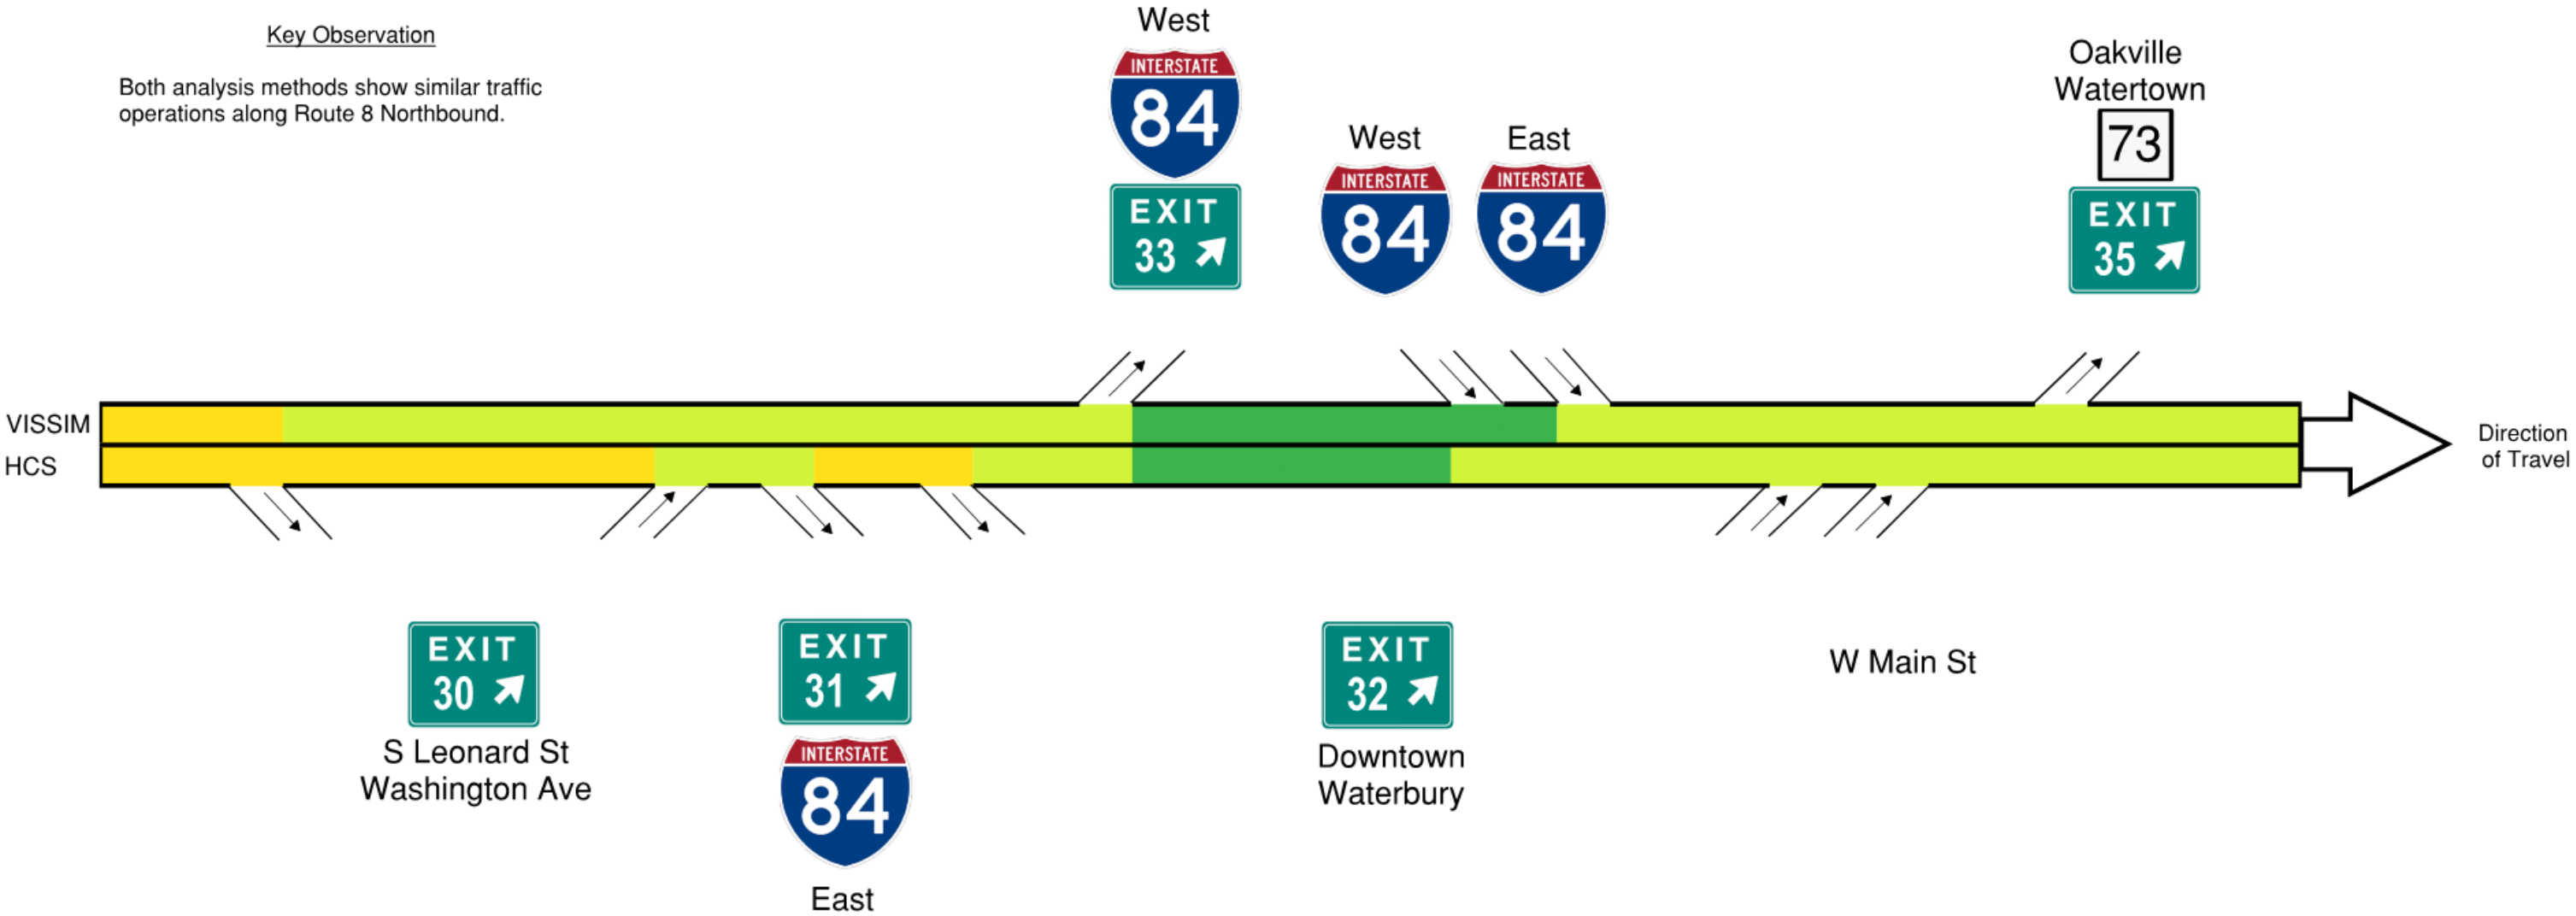 Key Observation
Both analysis methods show similar traffic
operations along Route 8 Northbound.
West
INTERSTATE
84
EXIT
33
West
INTERSTATE
84
East
INTERSTATE
84
Oakville
Watertown
73
EXIT
35
VISSIM
HCS
Direction
of Travel
EXIT
30
S Leonard St
Washington Ave
EXIT
31
INTERSTATE
84
East
EXIT
32
Downtown
Waterbury
W Main St